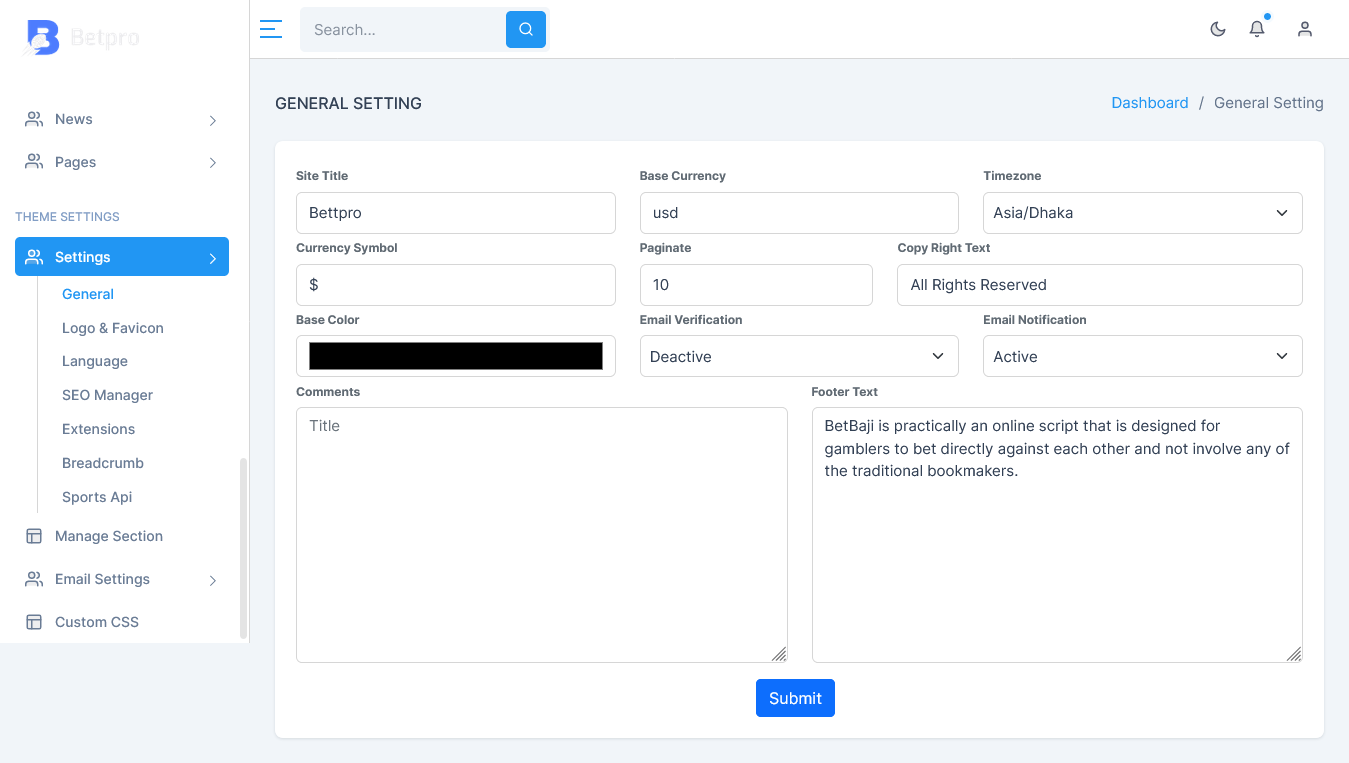 Betpro
Search...
News
Pages
THEME SETTINGS
Settings
General
Logo & Favicon
Language
SEO Manager
Extensions
Breadcrumb
Sports Api
Manage Section
Email Settings
Custom CSS
GENERAL SETTING
Dashboard / General Setting
Site Title
Base Currency
Timezone
Bettpro
usd
Asia/Dhaka
Currency Symbol
Paginate
Copy Right Text
$
10
All Rights Reserved
Base Color
Email Verification
Email Notification
Deactive
Active
Comments
Footer Text
Title
BetBaji is practically an online script that is designed for
gamblers to bet directly against each other and not involve any of
the traditional bookmakers.
Submit